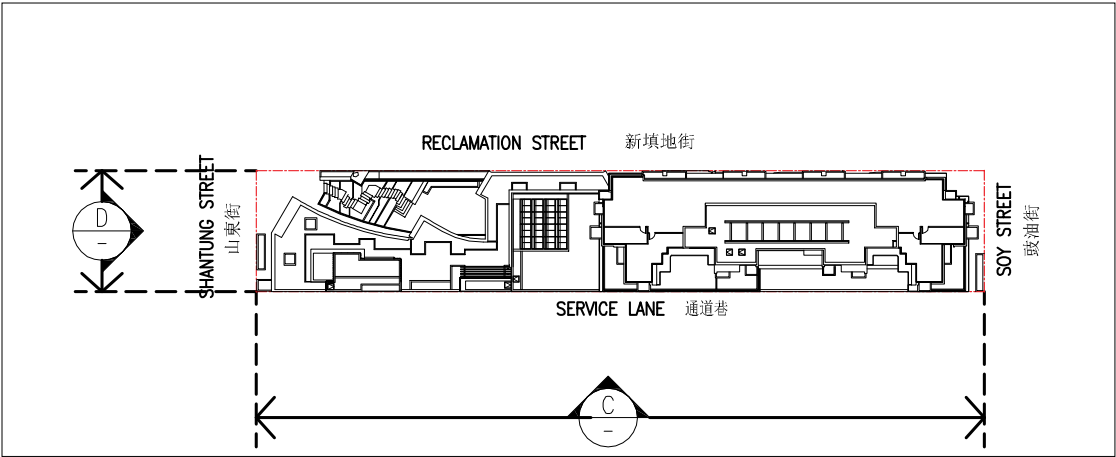 RECLAMATION STREET 新填地街
SHANTUNG STREET
山東街
D
-
SOY STREET
豉油街
SERVICE LANE 通道巷
C
-